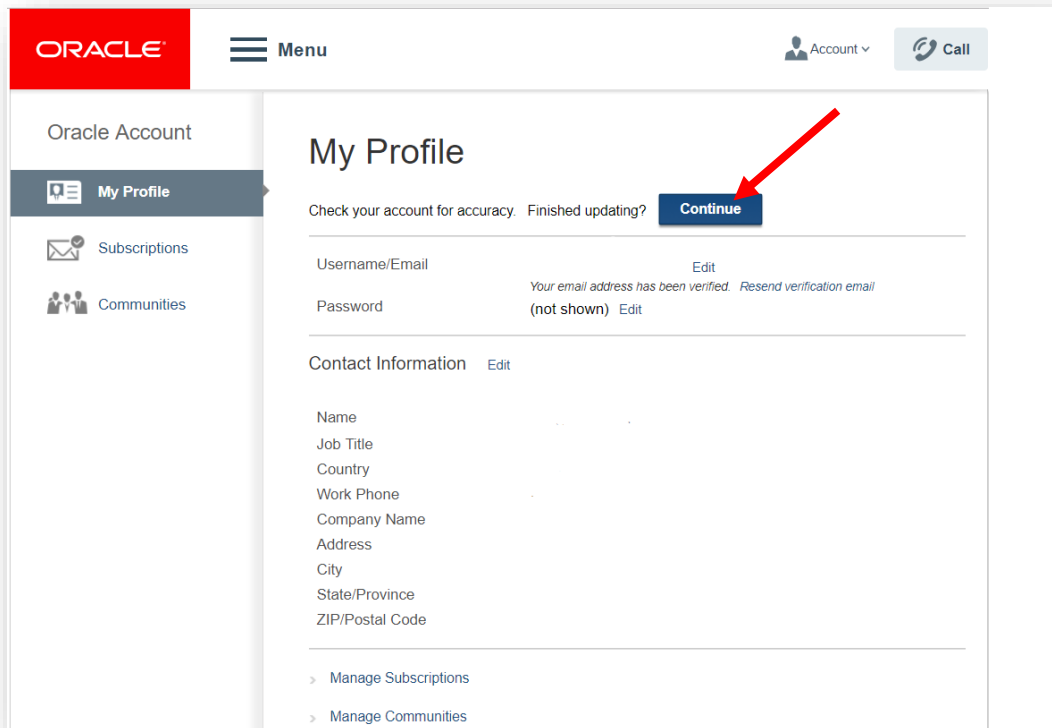 ORACLE
Menu
Account
Call
Oracle Account
My Profile
Subscriptions
Communities
My Profile
Check your account for accuracy. Finished updating? Continue
Username/Email Edit
Your email address has been verified. Resend verification email
Password (not shown) Edit
Contact Information Edit
Name
Job Title
Country
Work Phone
Company Name
Address
City
State/Province
ZIP/Postal Code
Manage Subscriptions
Manage Communities